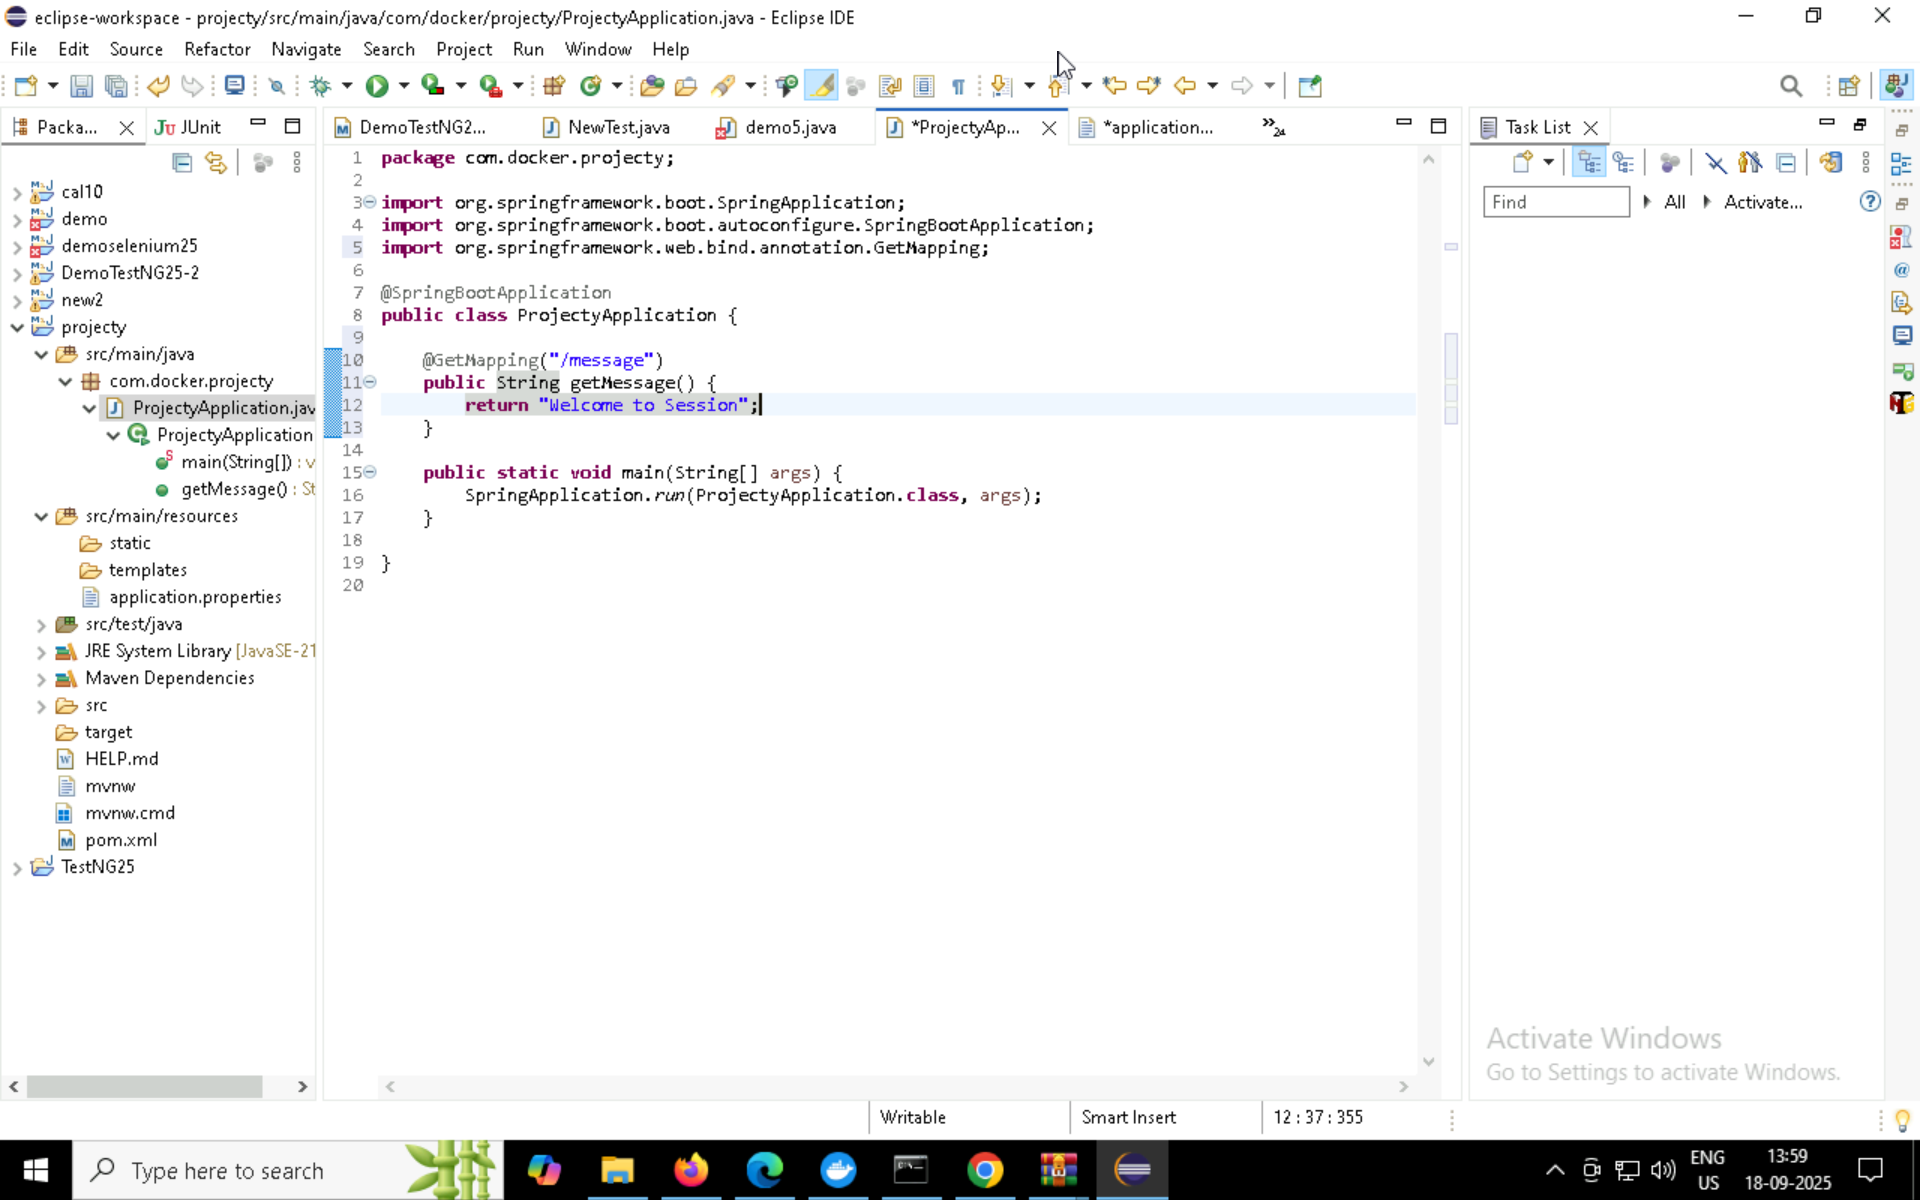 eclipse-workspace - projecty/src/main/java/com/docker/projecty/ProjectyApplication.java - Eclipse IDE
File Edit Source Refactor Navigate Search Project Run Window Help
Packa... JUnit
DemoTestNG2... NewTest.java demo5.java *ProjectyAp... *application... »24
Task List
Find All Activate...
cal10
demo
demoselenium25
DemoTestNG25-2
new2
projecty
src/main/java
com.docker.projecty
ProjectyApplication.jav
ProjectyApplication
main(String[]) : v
getMessage() : St
src/main/resources
static
templates
application.properties
src/test/java
JRE System Library [JavaSE-21
Maven Dependencies
src
target
HELP.md
mvnw
mvnw.cmd
pom.xml
TestNG25
1 package com.docker.projecty;
2
3 import org.springframework.boot.SpringApplication;
4 import org.springframework.boot.autoconfigure.SpringBootApplication;
5 import org.springframework.web.bind.annotation.GetMapping;
6
7 @SpringBootApplication
8 public class ProjectyApplication {
9
10 @GetMapping("/message")
11 public String getMessage() {
12 return "Welcome to Session";
13 }
14
15 public static void main(String[] args) {
16 SpringApplication.run(ProjectyApplication.class, args);
17 }
18
19 }
20
Activate Windows
Go to Settings to activate Windows.
Writable Smart Insert 12 : 37 : 355
Type here to search
ENG
US
13:59
18-09-2025